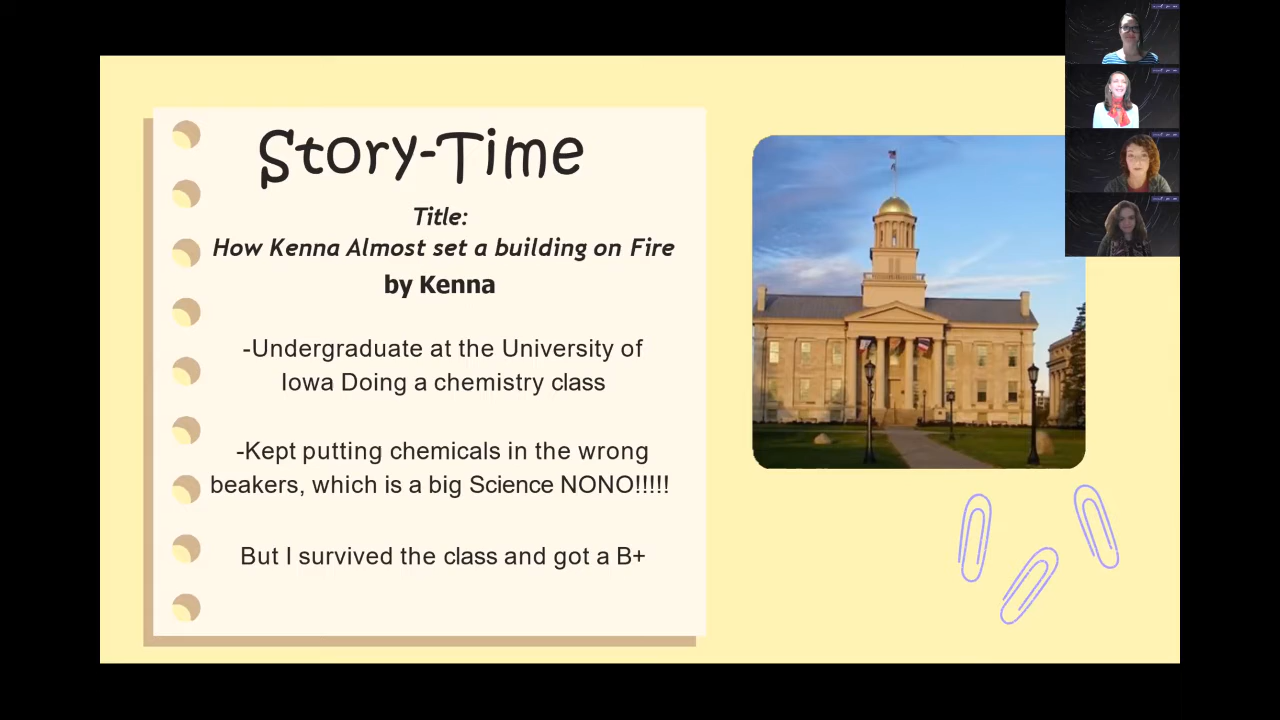 Story-Time
Title:
How Kenna Almost set a building on Fire
by Kenna
-Undergraduate at the University of
Iowa Doing a chemistry class
-Kept putting chemicals in the wrong
beakers, which is a big Science NONO!!!!!
But I survived the class and got a B+